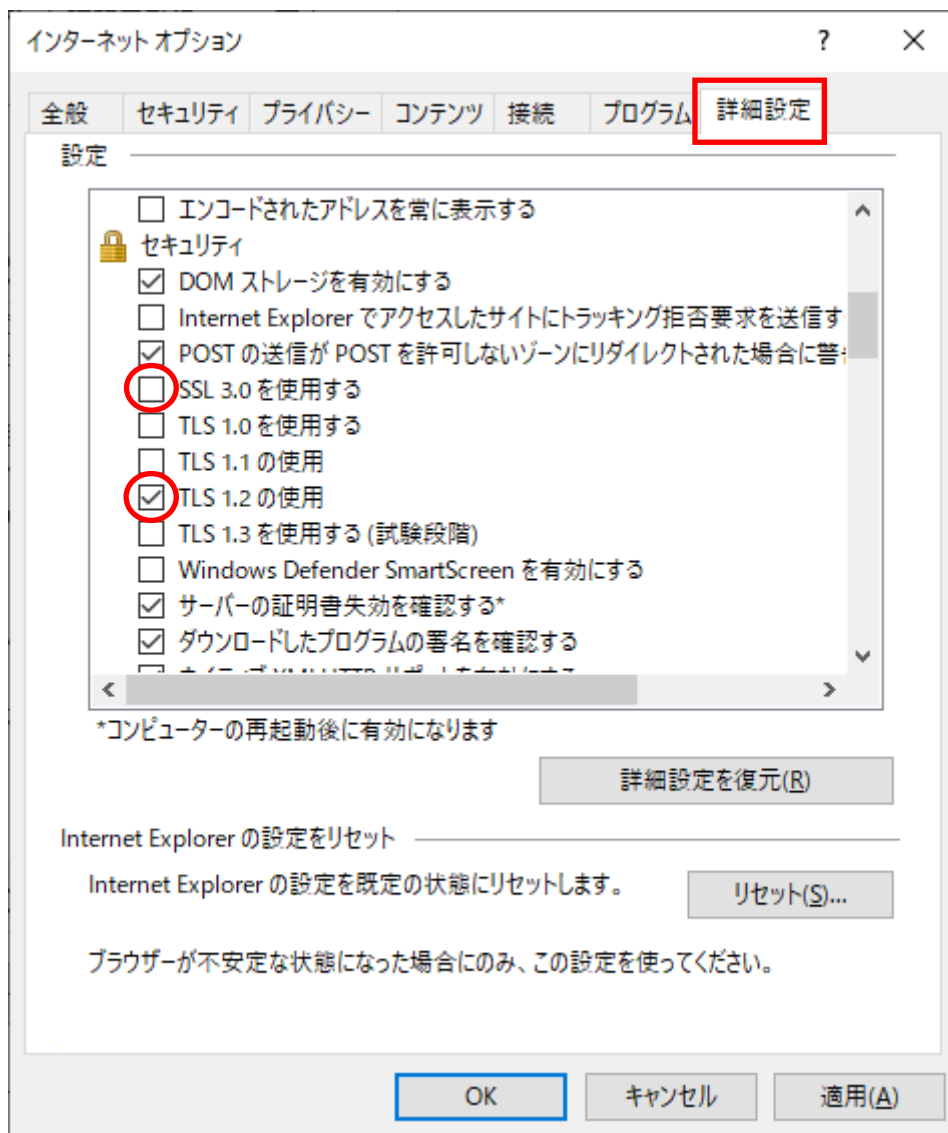 インターネット オプション ? ×
全般 セキュリティ プライバシー コンテンツ 接続 プログラム 詳細設定
設定
エンコードされたアドレスを常に表示する
セキュリティ
DOM ストレージを有効にする
Internet Explorer でアクセスしたサイトにトラッキング拒否要求を送信す
POST の送信が POST を許可しないゾーンにリダイレクトされた場合に警
SSL 3.0 を使用する
TLS 1.0 を使用する
TLS 1.1 の使用
TLS 1.2 の使用
TLS 1.3 を使用する (試験段階)
Windows Defender SmartScreen を有効にする
サーバーの証明書失効を確認する*
ダウンロードしたプログラムの署名を確認する
*コンピューターの再起動後に有効になります
詳細設定を復元(R)
Internet Explorer の設定をリセット
Internet Explorer の設定を既定の状態にリセットします。
リセット(S)...
ブラウザーが不安定な状態になった場合にのみ、この設定を使ってください。
OK キャンセル 適用(A)